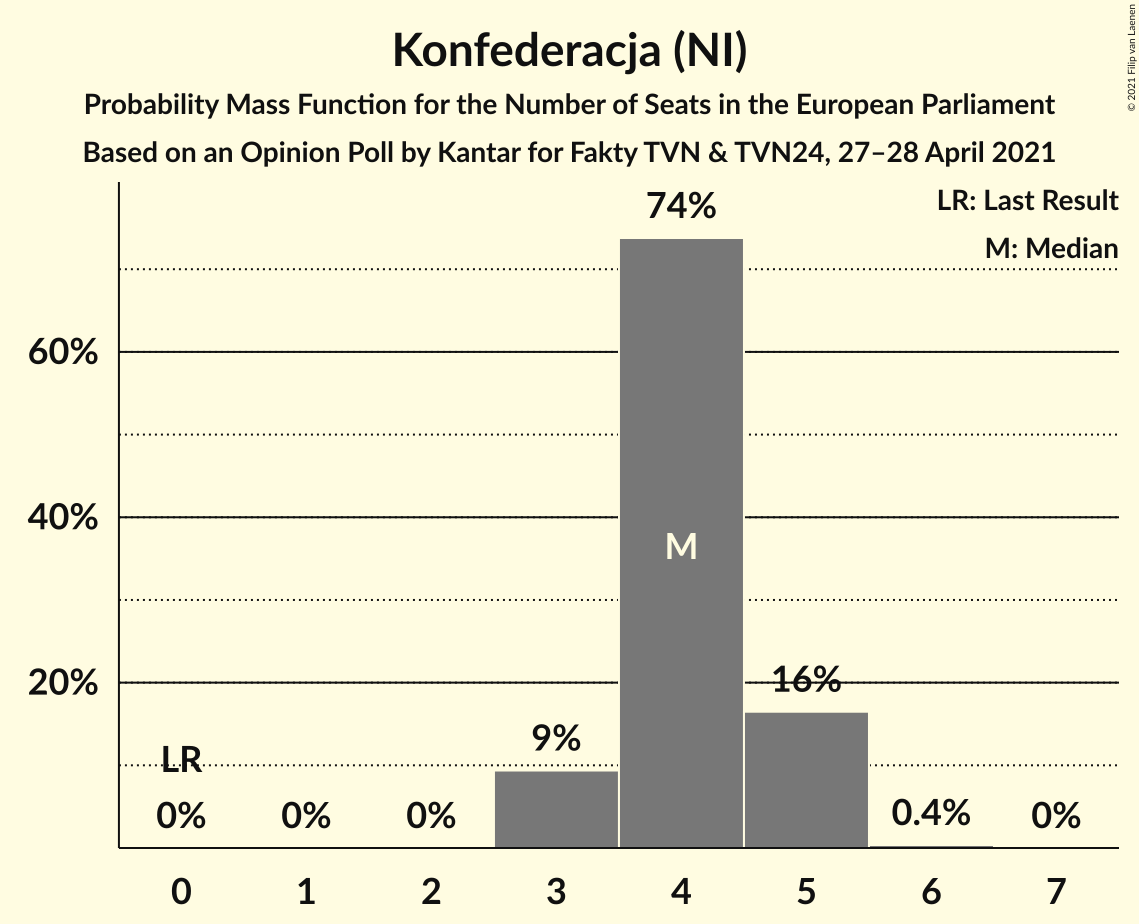 Konfederacja (NI)
Probability Mass Function for the Number of Seats in the European Parliament
Based on an Opinion Poll by Kantar for Fakty TVN & TVN24, 27–28 April 2021
© 2021 Filip van Laenen
LR: Last Result
M: Median
74%
60%
40%
M
20%
16%
9%
LR
0%
0%
0%
0.4%
0%
0 1 2 3 4 5 6 7